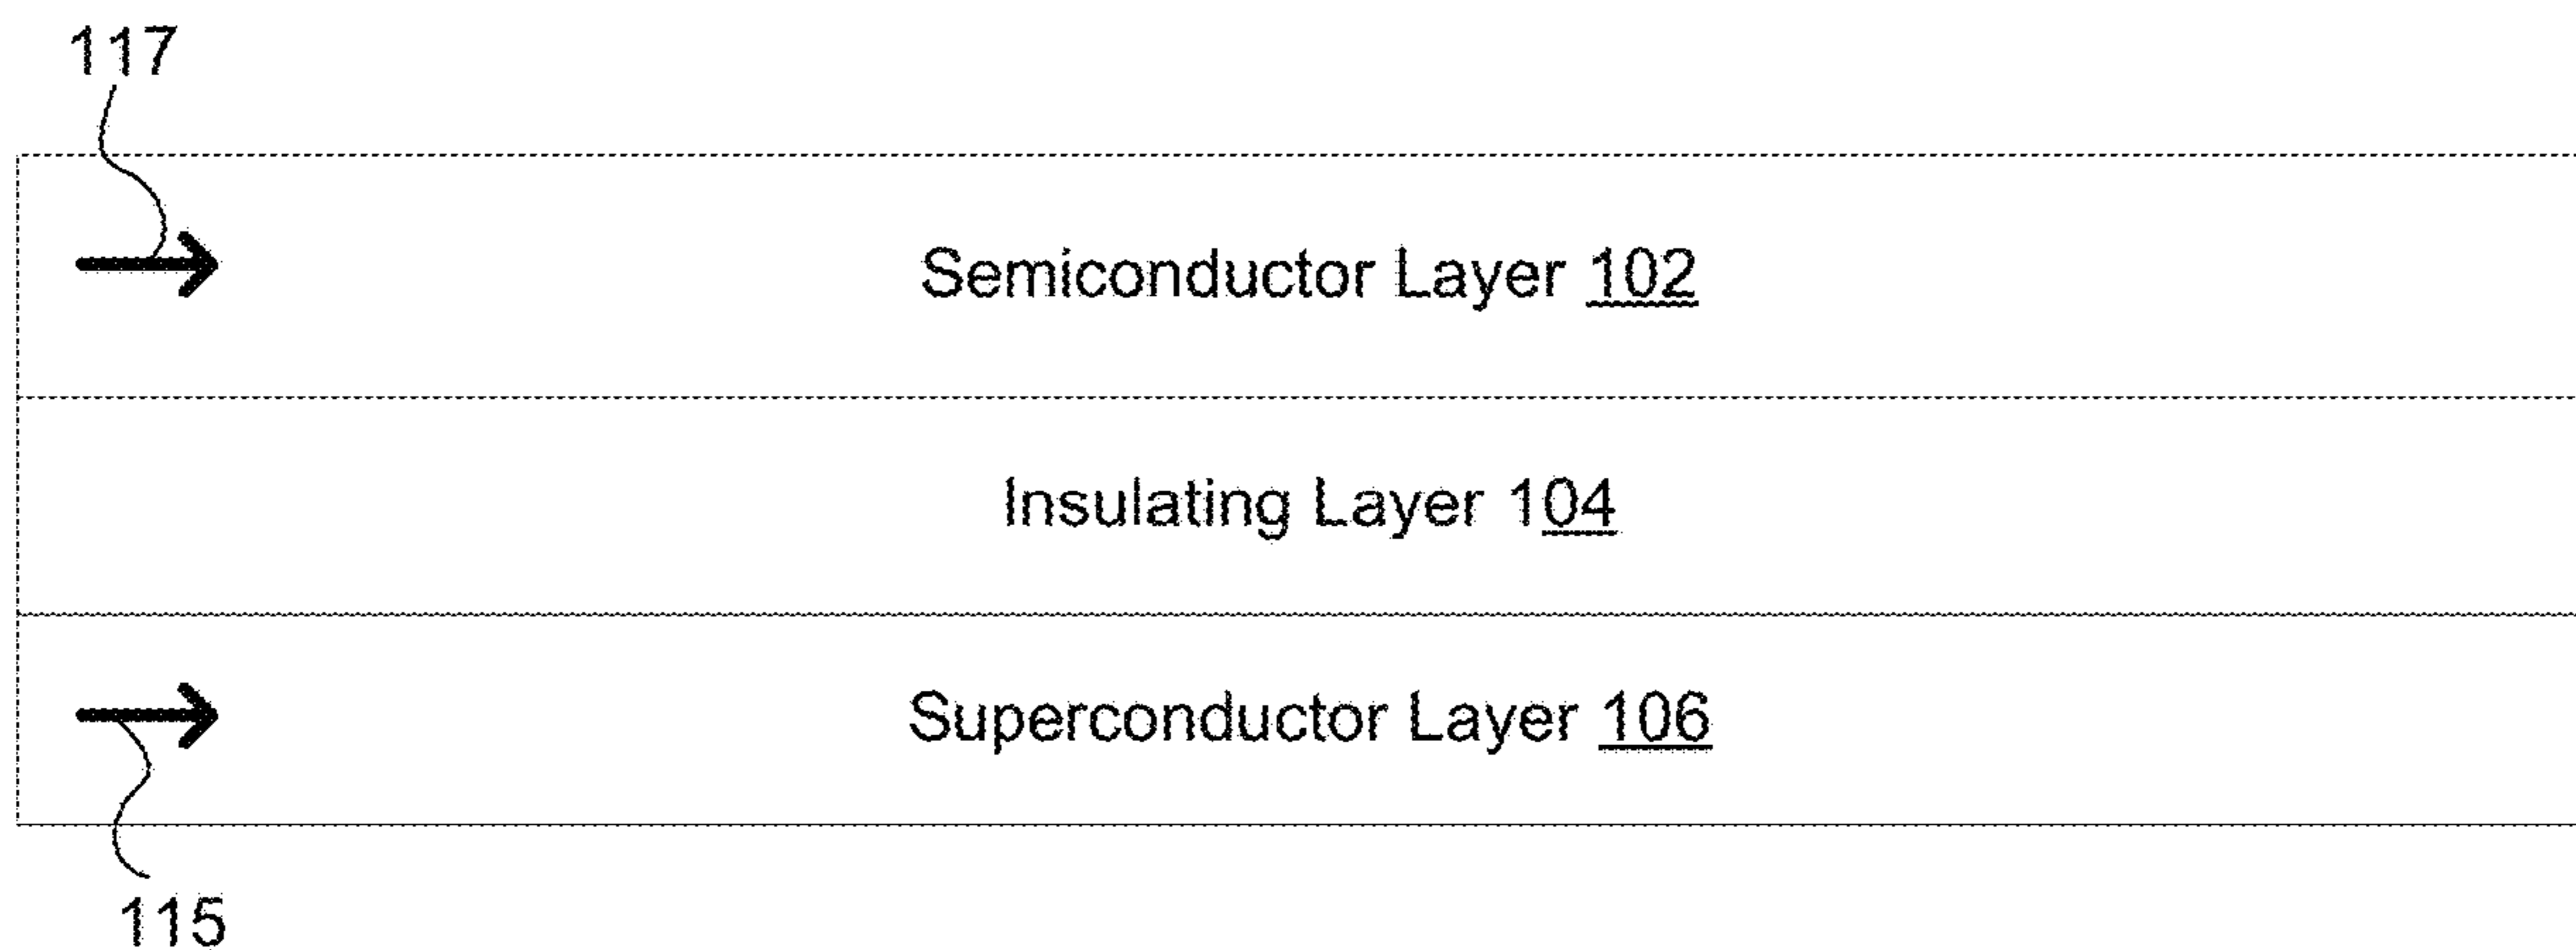 117
Semiconductor Layer 102
Insulating Layer 104
Superconductor Layer 106
115